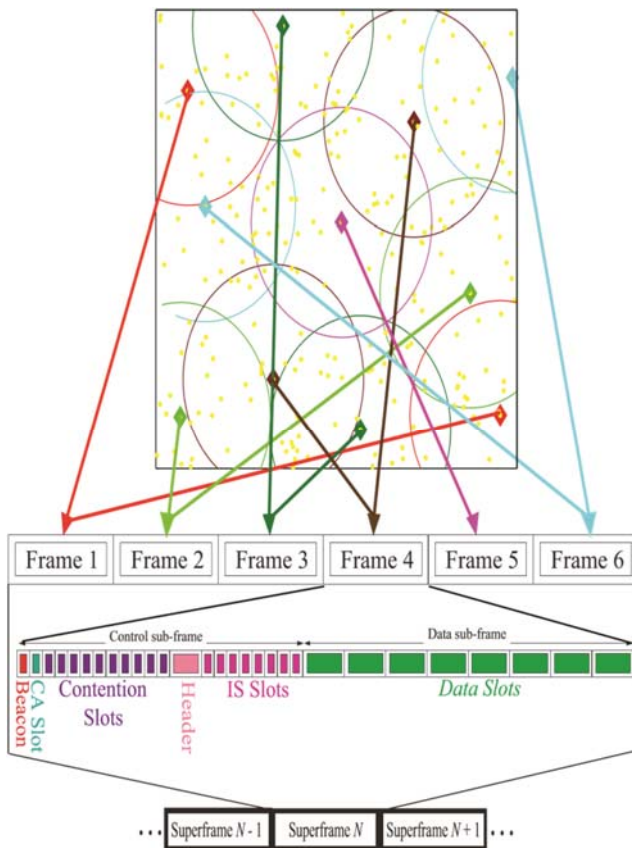 Frame 1 Frame 2 Frame 3 Frame 4 Frame 5 Frame 6
Control sub-frame Data sub-frame
Beacon
CA Slot
Contention
Slots
Header
IS Slots
Data Slots
... Superframe N - 1 Superframe N Superframe N + 1 ...